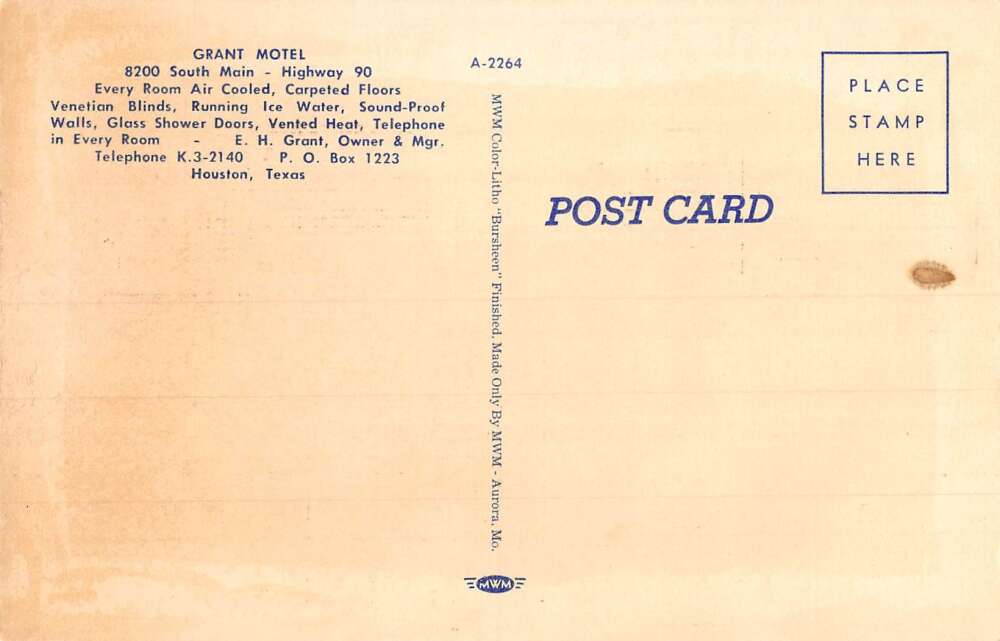 GRANT MOTEL
8200 South Main - Highway 90
Every Room Air Cooled, Carpeted Floors
Venetian Blinds, Running Ice Water, Sound-Proof
Walls, Glass Shower Doors, Vented Heat, Telephone
in Every Room - E. H. Grant, Owner & Mgr.
Telephone K.3-2140 - P. O. Box 1223
Houston, Texas
A-2264
MWM Color-Litho "Bursheen" Finished. Made Only By MWM - Aurora, Mo.
MWM
POST CARD
PLACE
STAMP
HERE